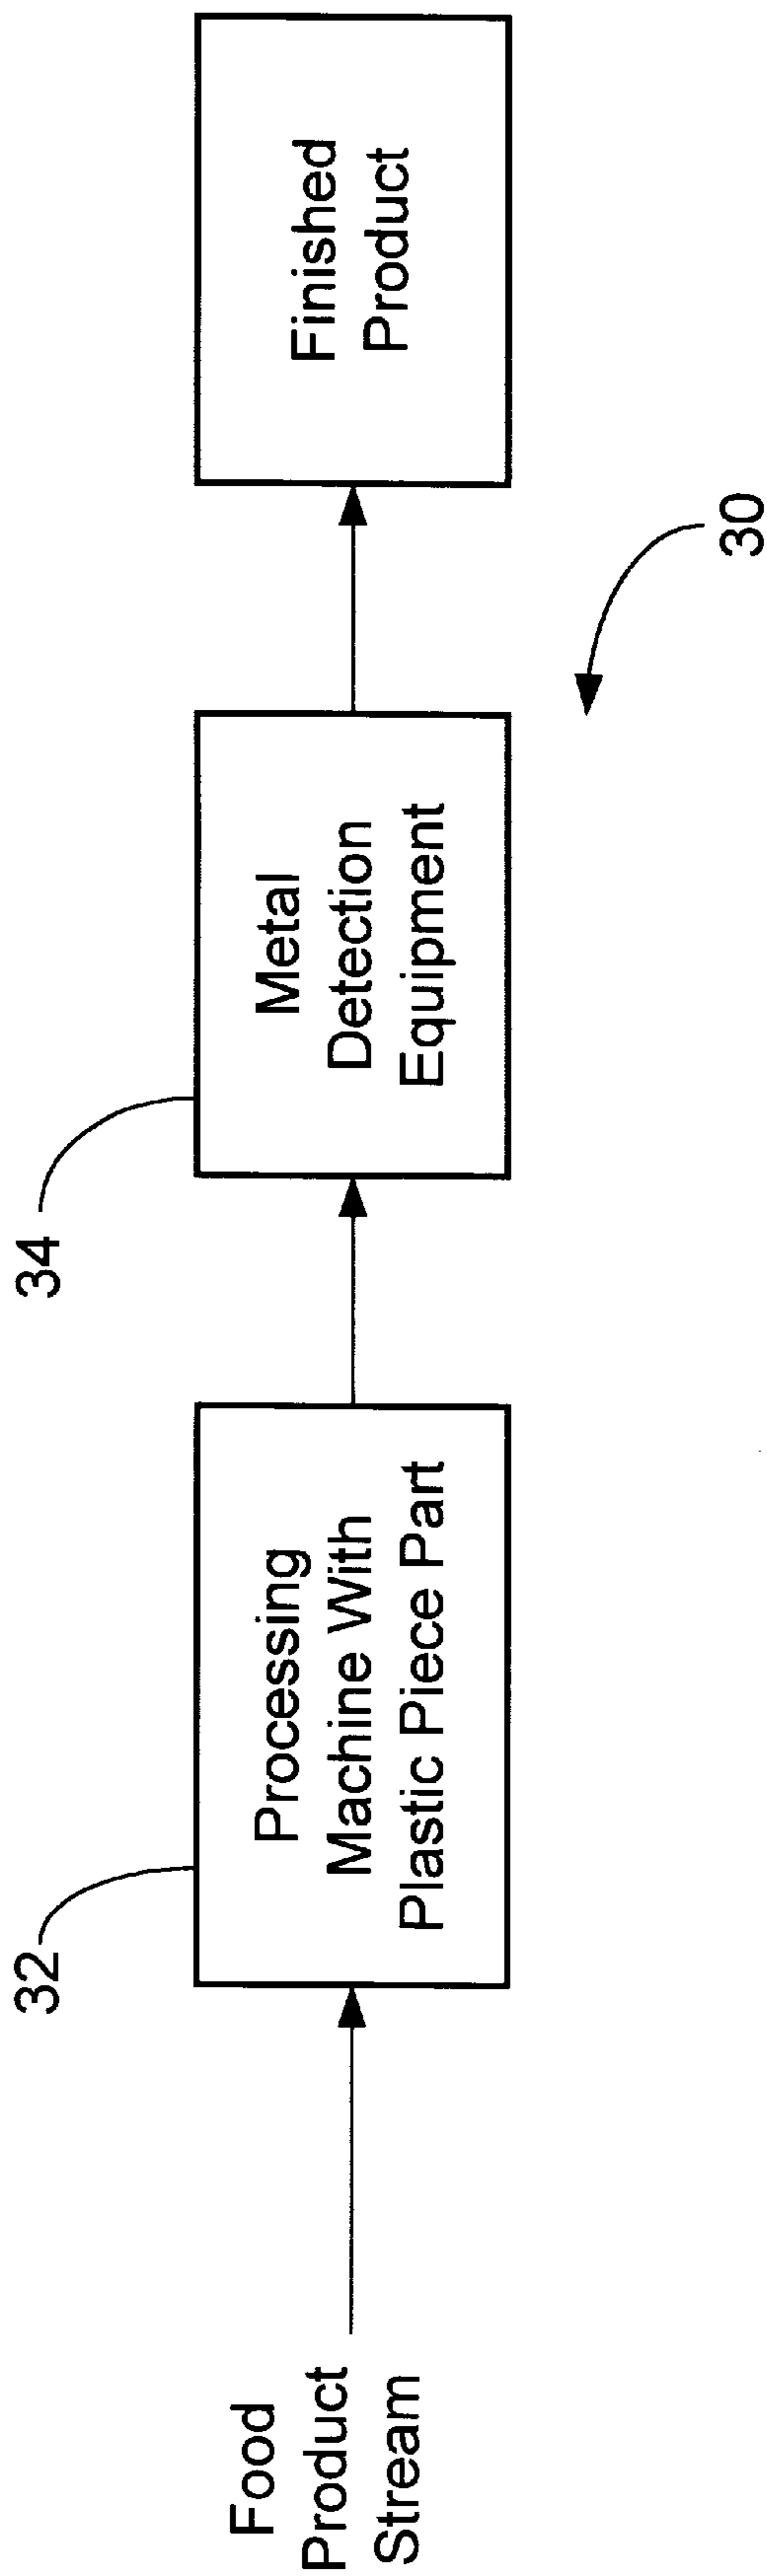 Food
Product
Stream
32
Processing
Machine With
Plastic Piece Part
34
Metal
Detection
Equipment
30
Finished
Product